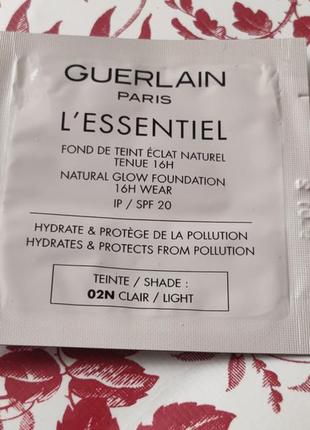 GUERLAIN
PARIS
L'ESSENTIEL
FOND DE TEINT ÉCLAT NATUREL
TENUE 16H
NATURAL GLOW FOUNDATION
16H WEAR
IP / SPF 20
HYDRATE & PROTÈGE DE LA POLLUTION
HYDRATES & PROTECTS FROM POLLUTION
TEINTE / SHADE :
02N CLAIR / LIGHT